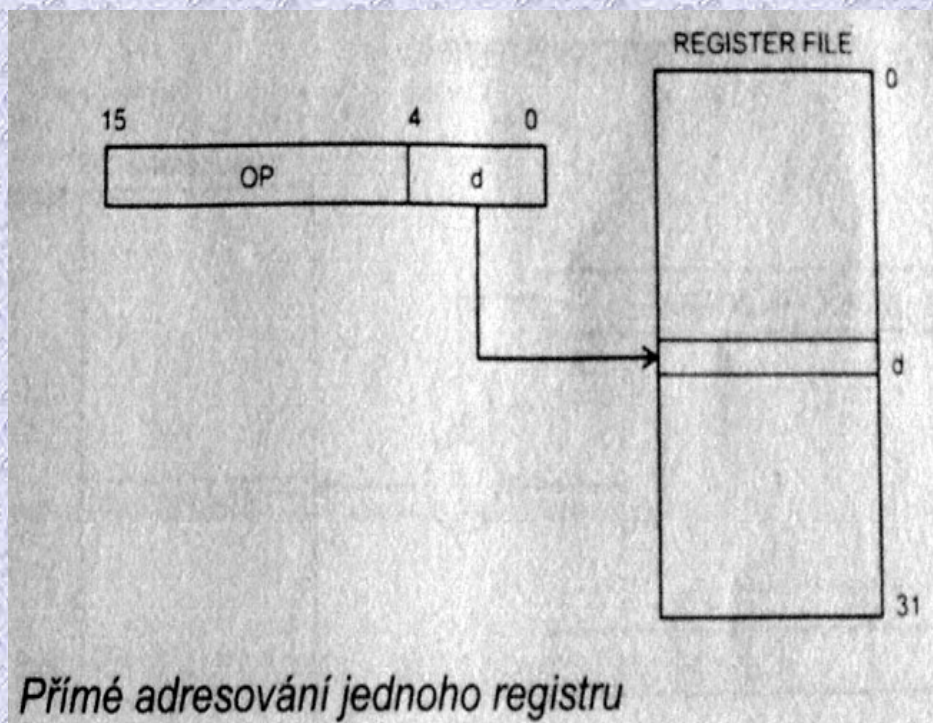 REGISTER FILE
0
15 4 0
OP d
d
31
Přímé adresování jednoho registru